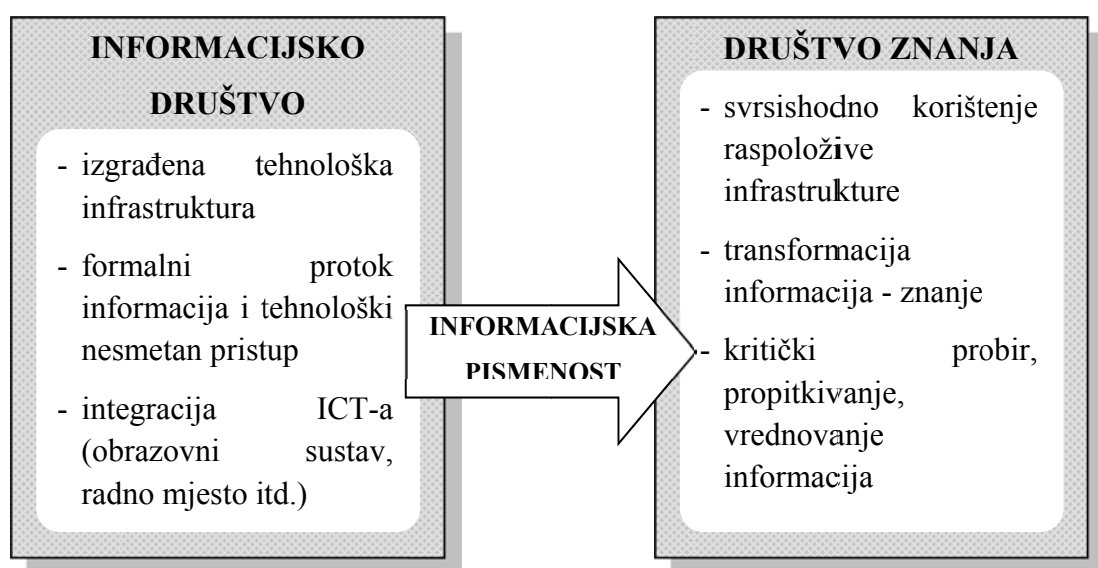 INFORMACIJSKO
DRUŠTVO
- izgrađena tehnološka
infrastruktura
- formalni protok
informacija i tehnološki
nesmetan pristup
- integracija ICT-a
(obrazovni sustav,
radno mjesto itd.)
INFORMACIJSKA
PISMENOST
DRUŠTVO ZNANJA
- svrsishodno korištenje
raspoložive
infrastrukture
- transformacija
informacija - znanje
- kritički probir,
propitkivanje,
vrednovanje
informacija